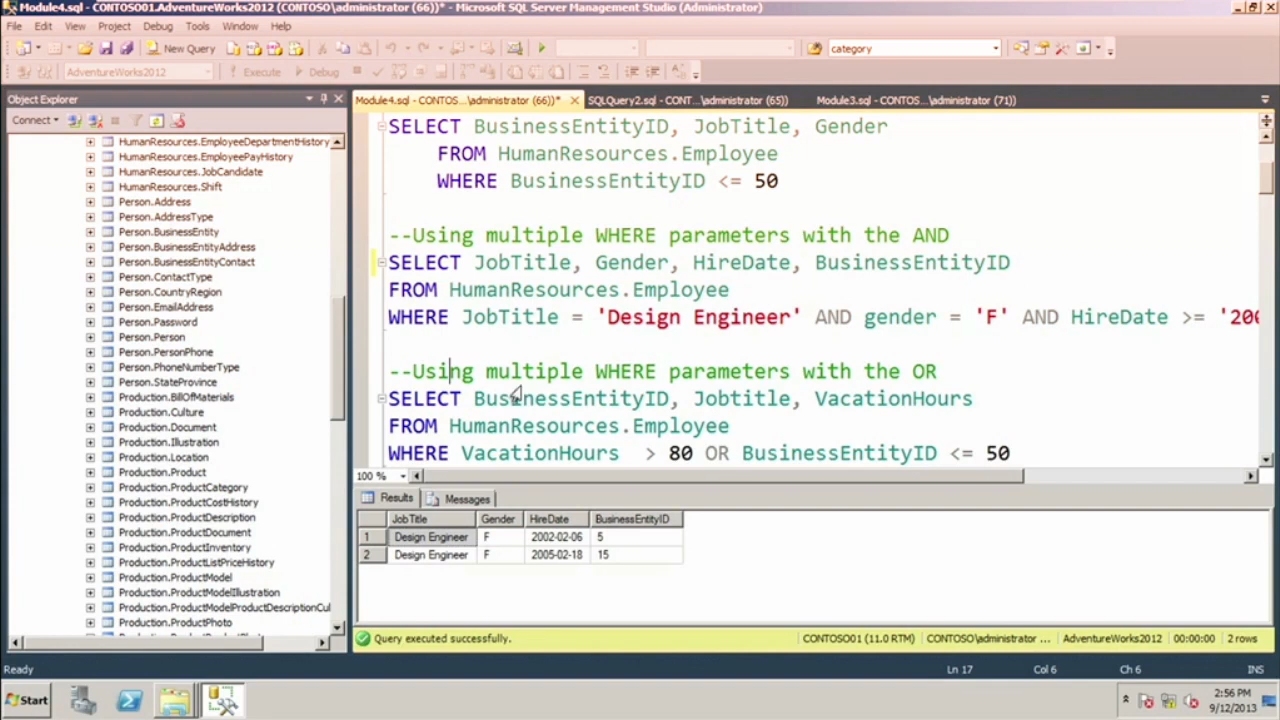 Module4.sql - CONTOSO01.AdventureWorks2012 (CONTOSO\administrator (66))* - Microsoft SQL Server Management Studio (Administrator)
File Edit View Project Debug Tools Window Help
New Query category
AdventureWorks2012 Execute Debug
Object Explorer
Connect
HumanResources.EmployeeDepartmentHistory
HumanResources.EmployeePayHistory
HumanResources.JobCandidate
HumanResources.Shift
Person.Address
Person.AddressType
Person.BusinessEntity
Person.BusinessEntityAddress
Person.BusinessEntityContact
Person.ContactType
Person.CountryRegion
Person.EmailAddress
Person.Password
Person.Person
Person.PersonPhone
Person.PhoneNumberType
Person.StateProvince
Production.BillOfMaterials
Production.Culture
Production.Document
Production.Illustration
Production.Location
Production.Product
Production.ProductCategory
Production.ProductCostHistory
Production.ProductDescription
Production.ProductDocument
Production.ProductInventory
Production.ProductListPriceHistory
Production.ProductModel
Production.ProductModelIllustration
Production.ProductModelProductDescriptionCul
Production.ProductPhoto
Module4.sql - CONTOS...\administrator (66))* SQLQuery2.sql - CONT...\administrator (65)) Module3.sql - CONTOS...\administrator (71))
SELECT BusinessEntityID, JobTitle, Gender
FROM HumanResources.Employee
WHERE BusinessEntityID <= 50
--Using multiple WHERE parameters with the AND
SELECT JobTitle, Gender, HireDate, BusinessEntityID
FROM HumanResources.Employee
WHERE JobTitle = 'Design Engineer' AND gender = 'F' AND HireDate >= '200
--Using multiple WHERE parameters with the OR
SELECT BusinessEntityID, Jobtitle, VacationHours
FROM HumanResources.Employee
WHERE VacationHours > 80 OR BusinessEntityID <= 50
100 %
Results Messages
JobTitle Gender HireDate BusinessEntityID
1 Design Engineer F 2002-02-06 5
2 Design Engineer F 2005-02-18 15
Query executed successfully. CONTOSO01 (11.0 RTM) CONTOSO\administrator ... AdventureWorks2012 00:00:00 2 rows
Ready Ln 17 Col 6 Ch 6 INS
Start 2:56 PM
9/12/2013